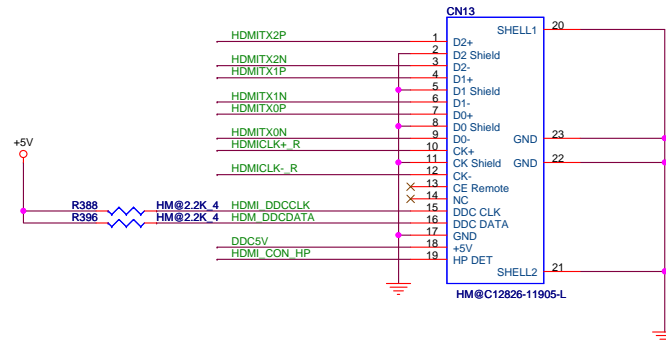 CN13
SHELL1 20
HDMITX2P 1 D2+
2 D2 Shield
HDMITX2N 3 D2-
HDMITX1P 4 D1+
5 D1 Shield
HDMITX1N 6 D1-
HDMITX0P 7 D0+
8 D0 Shield
HDMITX0N 9 D0- GND 23
HDMICLK+_R 10 CK+
+5V
11 CK Shield GND 22
HDMICLK-_R 12 CK-
13 CE Remote
14 NC
R388 HM@2.2K_4 HDMI_DDCCLK 15 DDC CLK
R396 HM@2.2K_4 HDM_DDCDATA 16 DDC DATA
17 GND
DDC5V 18 +5V
HDMI_CON_HP 19 HP DET
SHELL2 21
HM@C12826-11905-L